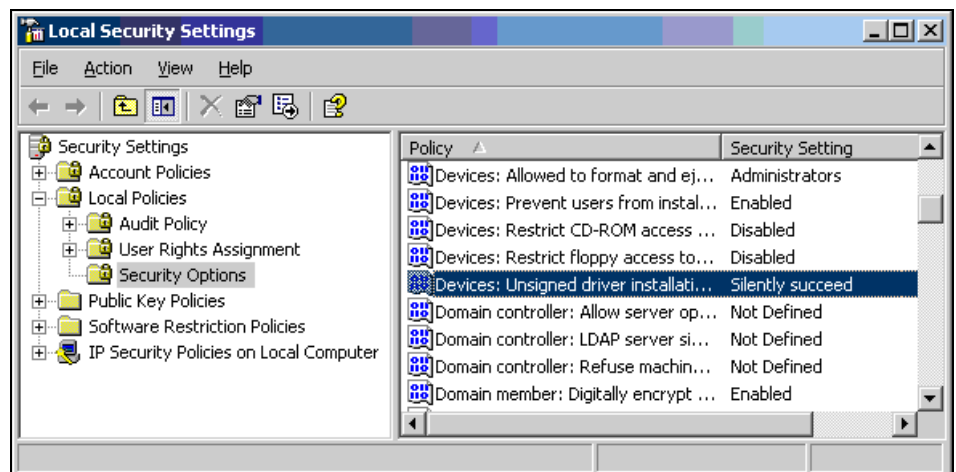 Local Security Settings
File Action View Help
Security Settings
Account Policies
Local Policies
Audit Policy
User Rights Assignment
Security Options
Public Key Policies
Software Restriction Policies
IP Security Policies on Local Computer
Policy Security Setting
Devices: Allowed to format and ej... Administrators
Devices: Prevent users from instal... Enabled
Devices: Restrict CD-ROM access ... Disabled
Devices: Restrict floppy access to... Disabled
Devices: Unsigned driver installati... Silently succeed
Domain controller: Allow server op... Not Defined
Domain controller: LDAP server si... Not Defined
Domain controller: Refuse machin... Not Defined
Domain member: Digitally encrypt ... Enabled